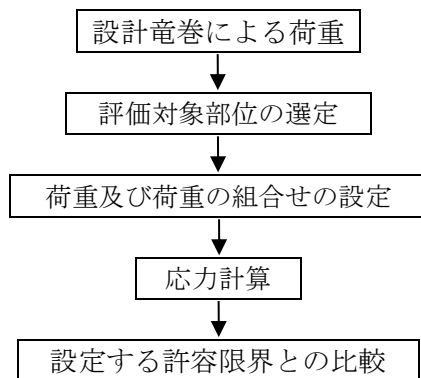 設計竜巻による荷重
評価対象部位の選定
荷重及び荷重の組合せの設定
応力計算
設定する許容限界との比較